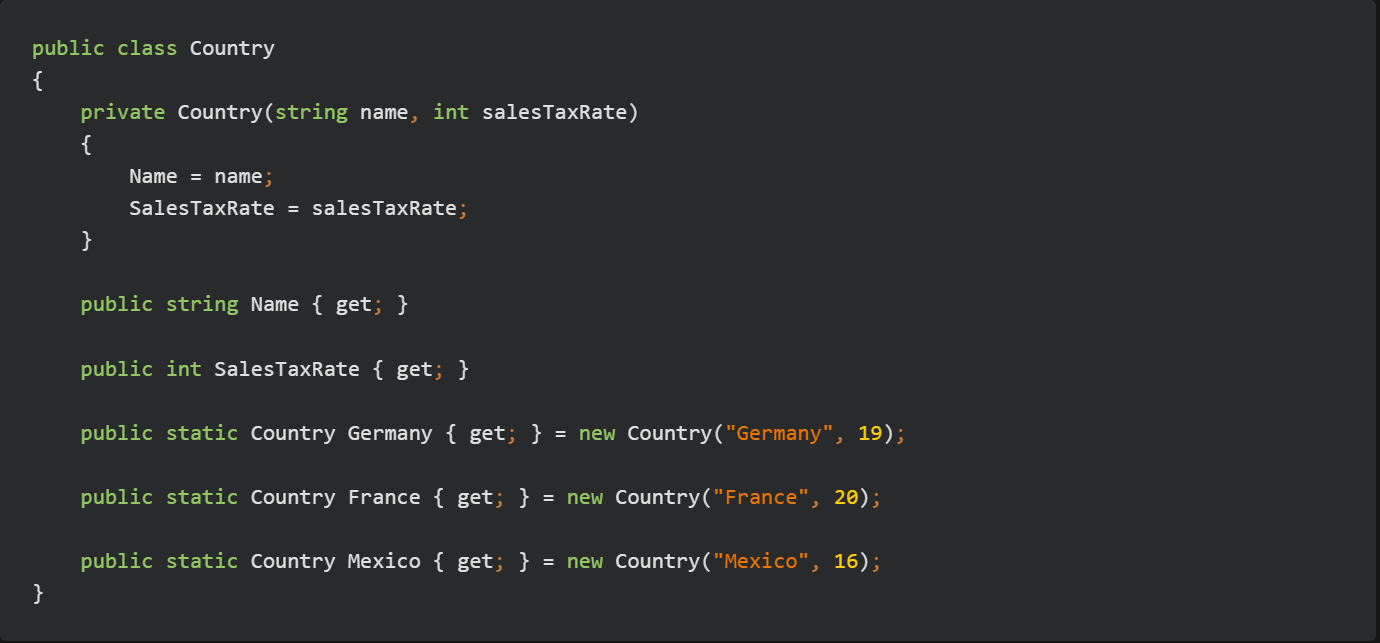 public class Country
{
    private Country(string name, int salesTaxRate)
    {
        Name = name;
        SalesTaxRate = salesTaxRate;
    }

    public string Name { get; }

    public int SalesTaxRate { get; }

    public static Country Germany { get; } = new Country("Germany", 19);

    public static Country France { get; } = new Country("France", 20);

    public static Country Mexico { get; } = new Country("Mexico", 16);
}